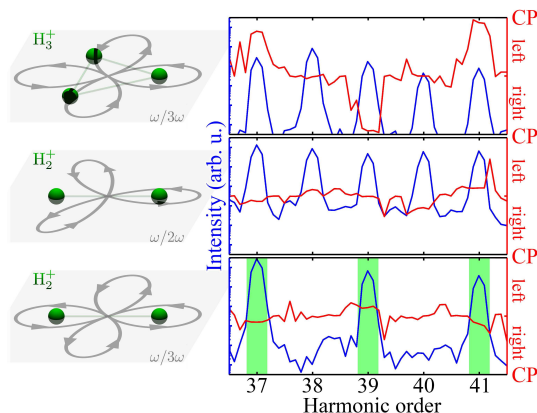 H₃⁺
ω/3ω
H₂⁺
ω/2ω
H₂⁺
ω/3ω
Intensity (arb. u.)
CP
left
right
CP
left
right
left
right
CP
37 38 39 40 41
Harmonic order